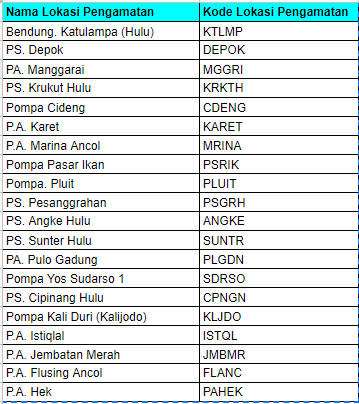 Nama Lokasi Pengamatan Kode Lokasi Pengamatan
Bendung. Katulampa (Hulu) KTLMP
PS. Depok DEPOK
PA. Manggarai MGGRI
PS. Krukut Hulu KRKTH
Pompa Cideng CDENG
P.A. Karet KARET
P.A. Marina Ancol MRINA
Pompa Pasar Ikan PSRIK
Pompa. Pluit PLUIT
PS. Pesanggrahan PSGRH
PS. Angke Hulu ANGKE
PS. Sunter Hulu SUNTR
PA. Pulo Gadung PLGDN
Pompa Yos Sudarso 1 SDRSO
PS. Cipinang Hulu CPNGN
Pompa Kali Duri (Kalijodo) KLJDO
P.A. Istiqlal ISTQL
P.A. Jembatan Merah JMBMR
P.A. Flusing Ancol FLANC
P.A. Hek PAHEK